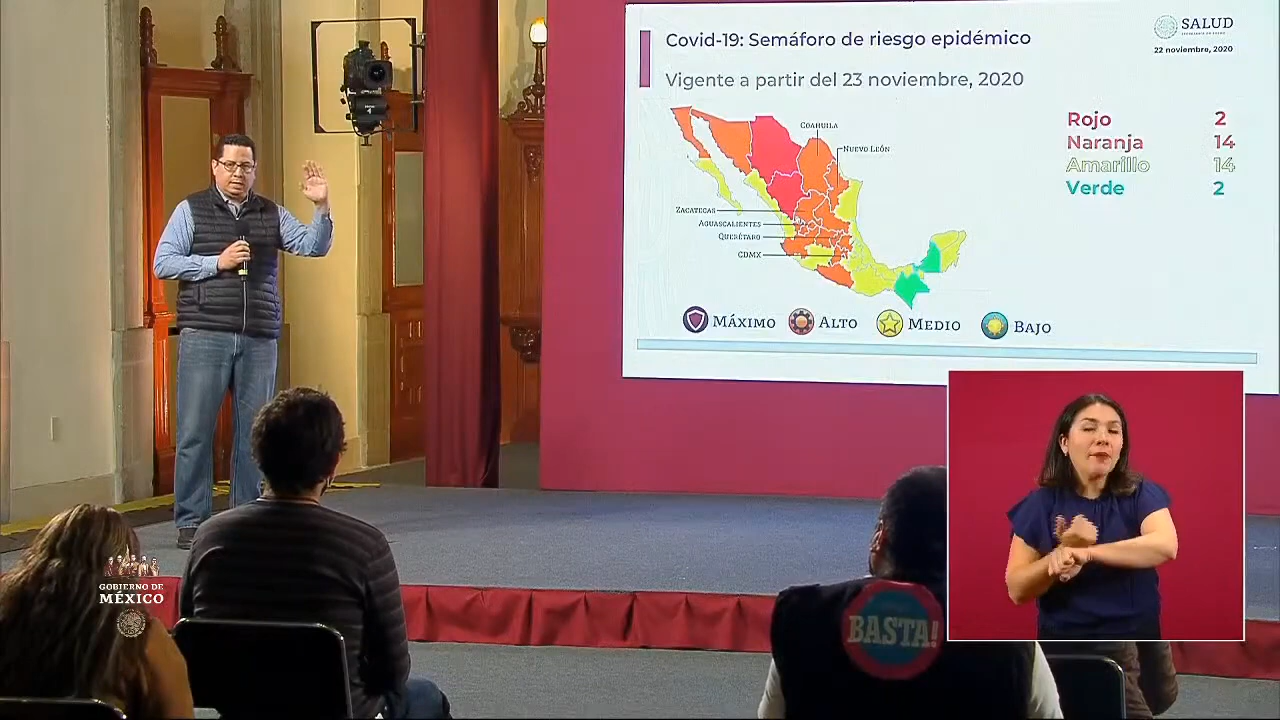 Covid-19: Semáforo de riesgo epidémico
SALUD
22 noviembre, 2020
Vigente a partir del 23 noviembre, 2020
Rojo 2
Naranja 14
Amarillo 14
Verde 2
COAHUILA
NUEVO LEÓN
ZACATECAS
AGUASCALIENTES
QUERÉTARO
CDMX
MÁXIMO
ALTO
MEDIO
BAJO
GOBIERNO DE
MÉXICO
BASTA!